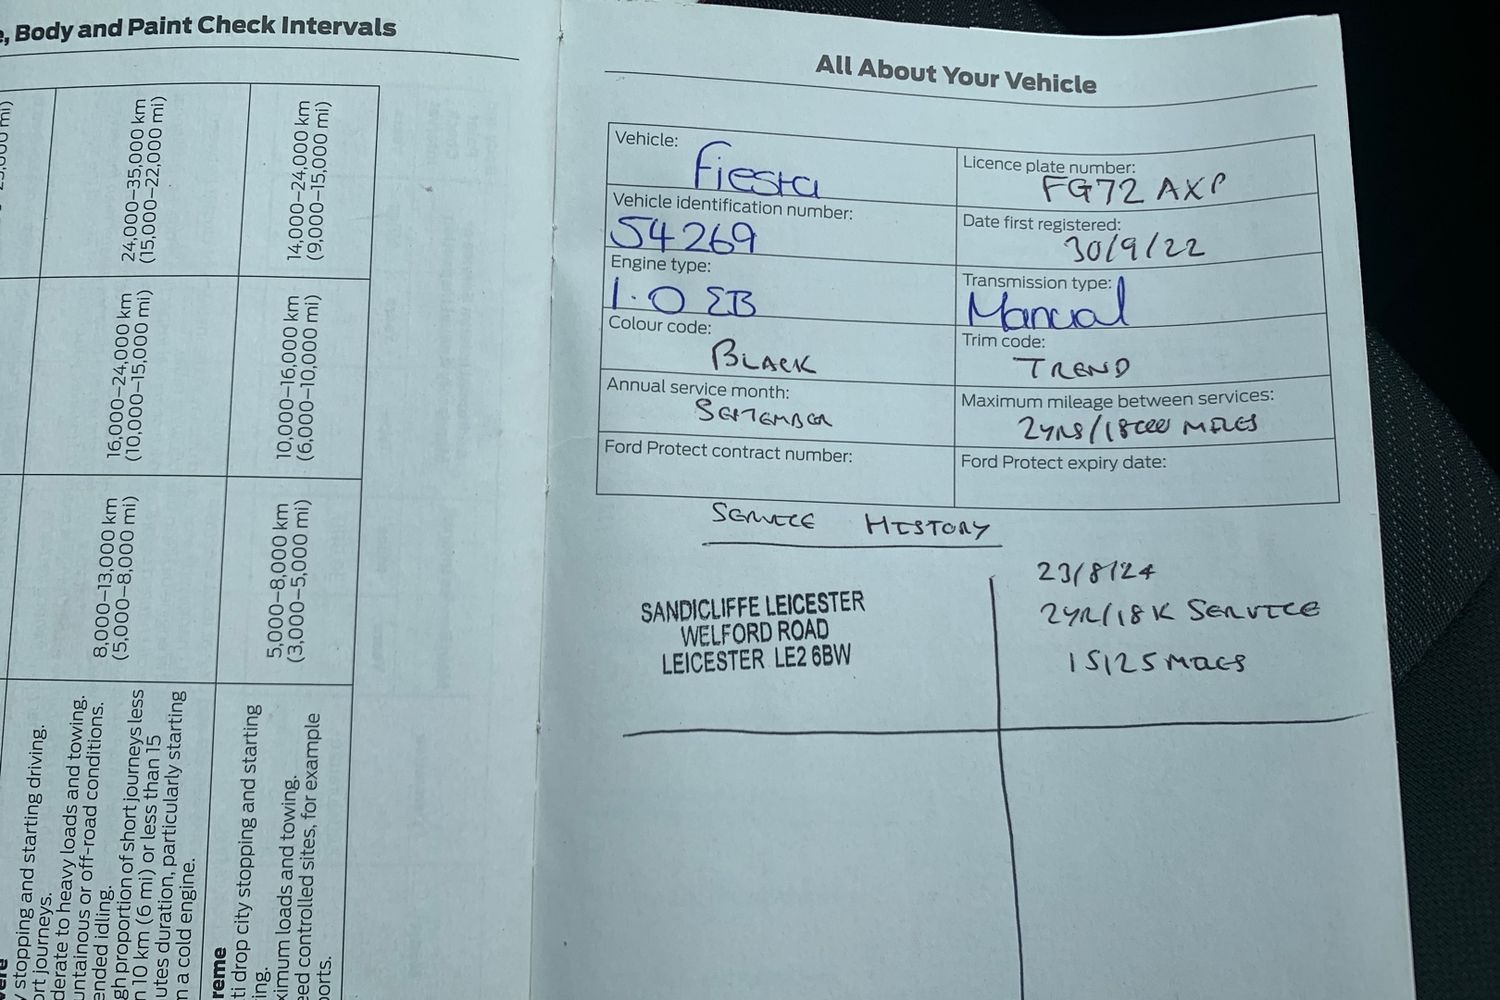 e, Body and Paint Check Intervals
24,000–35,000 km
(15,000–22,000 mi)
14,000–24,000 km
(9,000–15,000 mi)
16,000–24,000 km
(10,000–15,000 mi)
10,000–16,000 km
(6,000–10,000 mi)
8,000–13,000 km
(5,000–8,000 mi)
5,000–8,000 km
(3,000–5,000 mi)
stopping and starting driving.
ort journeys.
derate to heavy loads and towing.
untainous or off-road conditions.
ended idling.
gh proportion of short journeys less
n 10 km (6 mi) or less than 15
utes duration, particularly starting
m a cold engine.
reme
ti drop city stopping and starting
ing.
ximum loads and towing.
eed controlled sites, for example
ports.
All About Your Vehicle
Vehicle:
Fiesta
Licence plate number:
FG72 AXP
Vehicle identification number:
54269
Date first registered:
30/9/22
Engine type:
1.0 EB
Transmission type:
Manual
Colour code:
BLACK
Trim code:
TREND
Annual service month:
SEPTEMBER
Maximum mileage between services:
2YRS/18000 MILES
Ford Protect contract number:
Ford Protect expiry date:
SERVICE HISTORY
SANDICLIFFE LEICESTER
WELFORD ROAD
LEICESTER LE2 6BW
23/8/24
2YR/18K SERVICE
15125 MILES